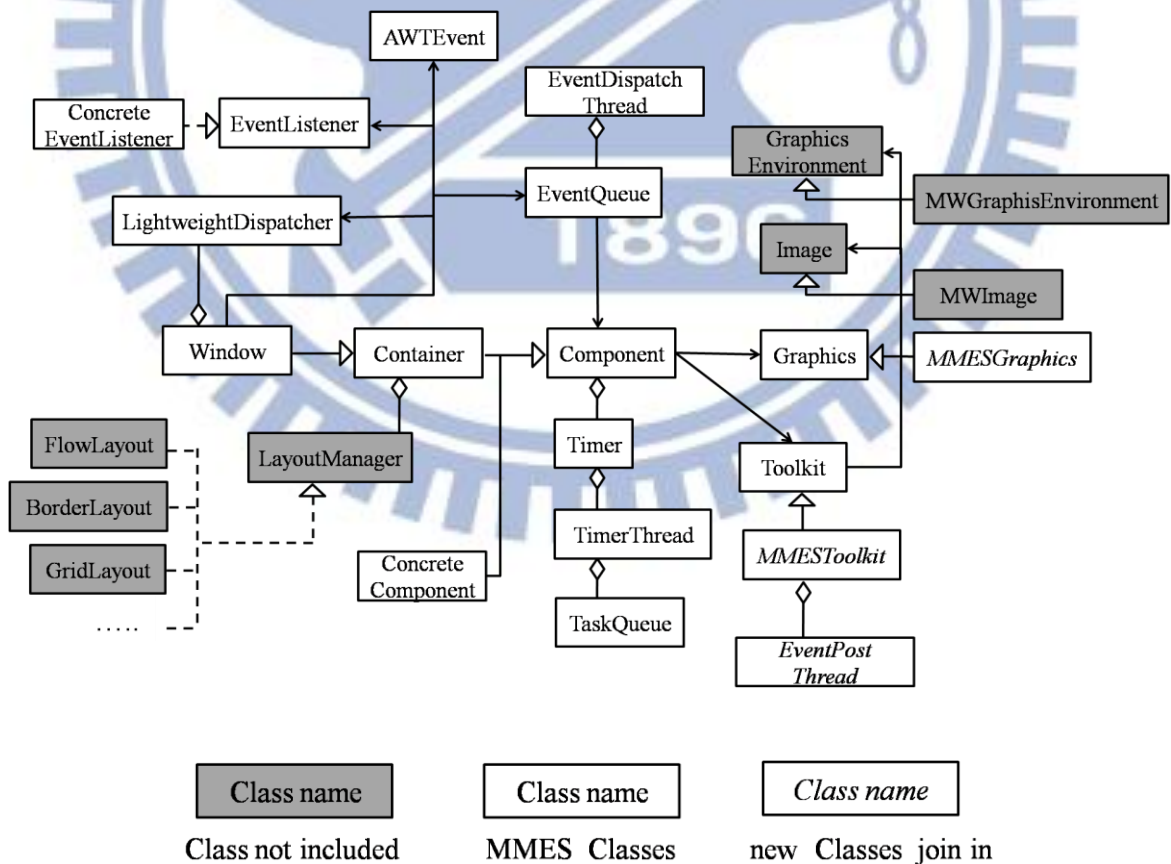 AWTEvent
EventDispatch
Thread
Concrete
EventListener
EventListener
Graphics
Environment
EventQueue
MWGraphisEnvironment
LightweightDispatcher
1896
Image
MWImage
Window
Container
Component
Graphics
MMESGraphics
FlowLayout
LayoutManager
Timer
Toolkit
BorderLayout
TimerThread
MMESToolkit
GridLayout
Concrete
Component
TaskQueue
.....
EventPost
Thread
Class name
Class name
Class name
Class not included
MMES Classes
new Classes join in